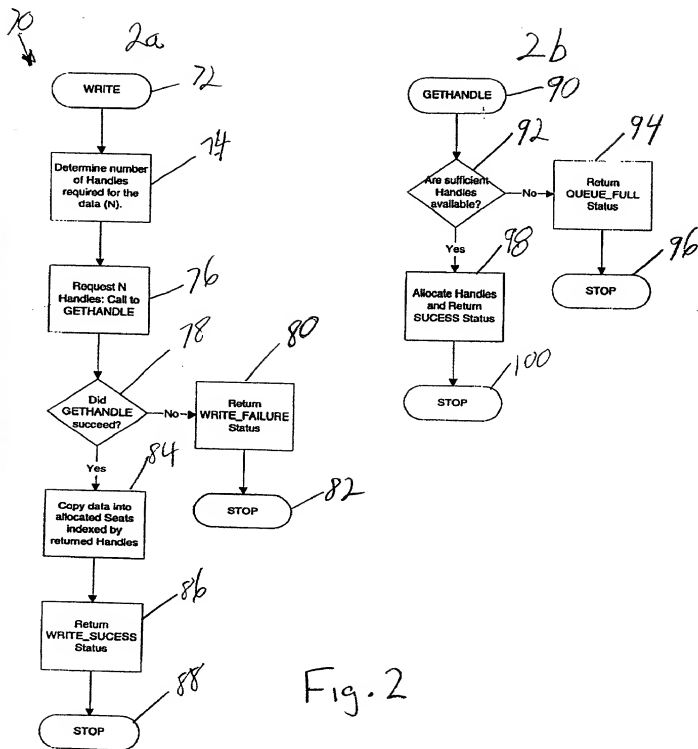 70
2a
WRITE
72
Determine number
of Handles
required for the
data (N).
74
Request N
Handles: Call to
GETHANDLE
76
Did
GETHANDLE
succeed?
78
No
Return
WRITE_FAILURE
Status
80
STOP
82
Yes
Copy data into
allocated Seats
indexed by
returned Handles
84
Return
WRITE_SUCESS
Status
86
STOP
88
2b
GETHANDLE
90
Are sufficient
Handles
available?
92
No
Return
QUEUE_FULL
Status
94
STOP
96
Yes
Allocate Handles
and Return
SUCESS Status
98
STOP
100
Fig. 2